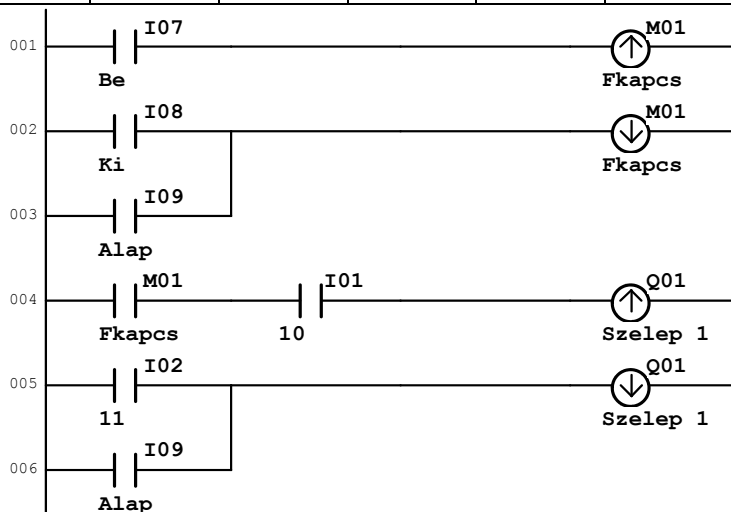 I07 M01
001
Be Fkapcs
I08 M01
002
Ki Fkapcs
I09
003
Alap
M01 I01 Q01
004
Fkapcs 10 Szelep 1
I02 Q01
005
11 Szelep 1
I09
006
Alap